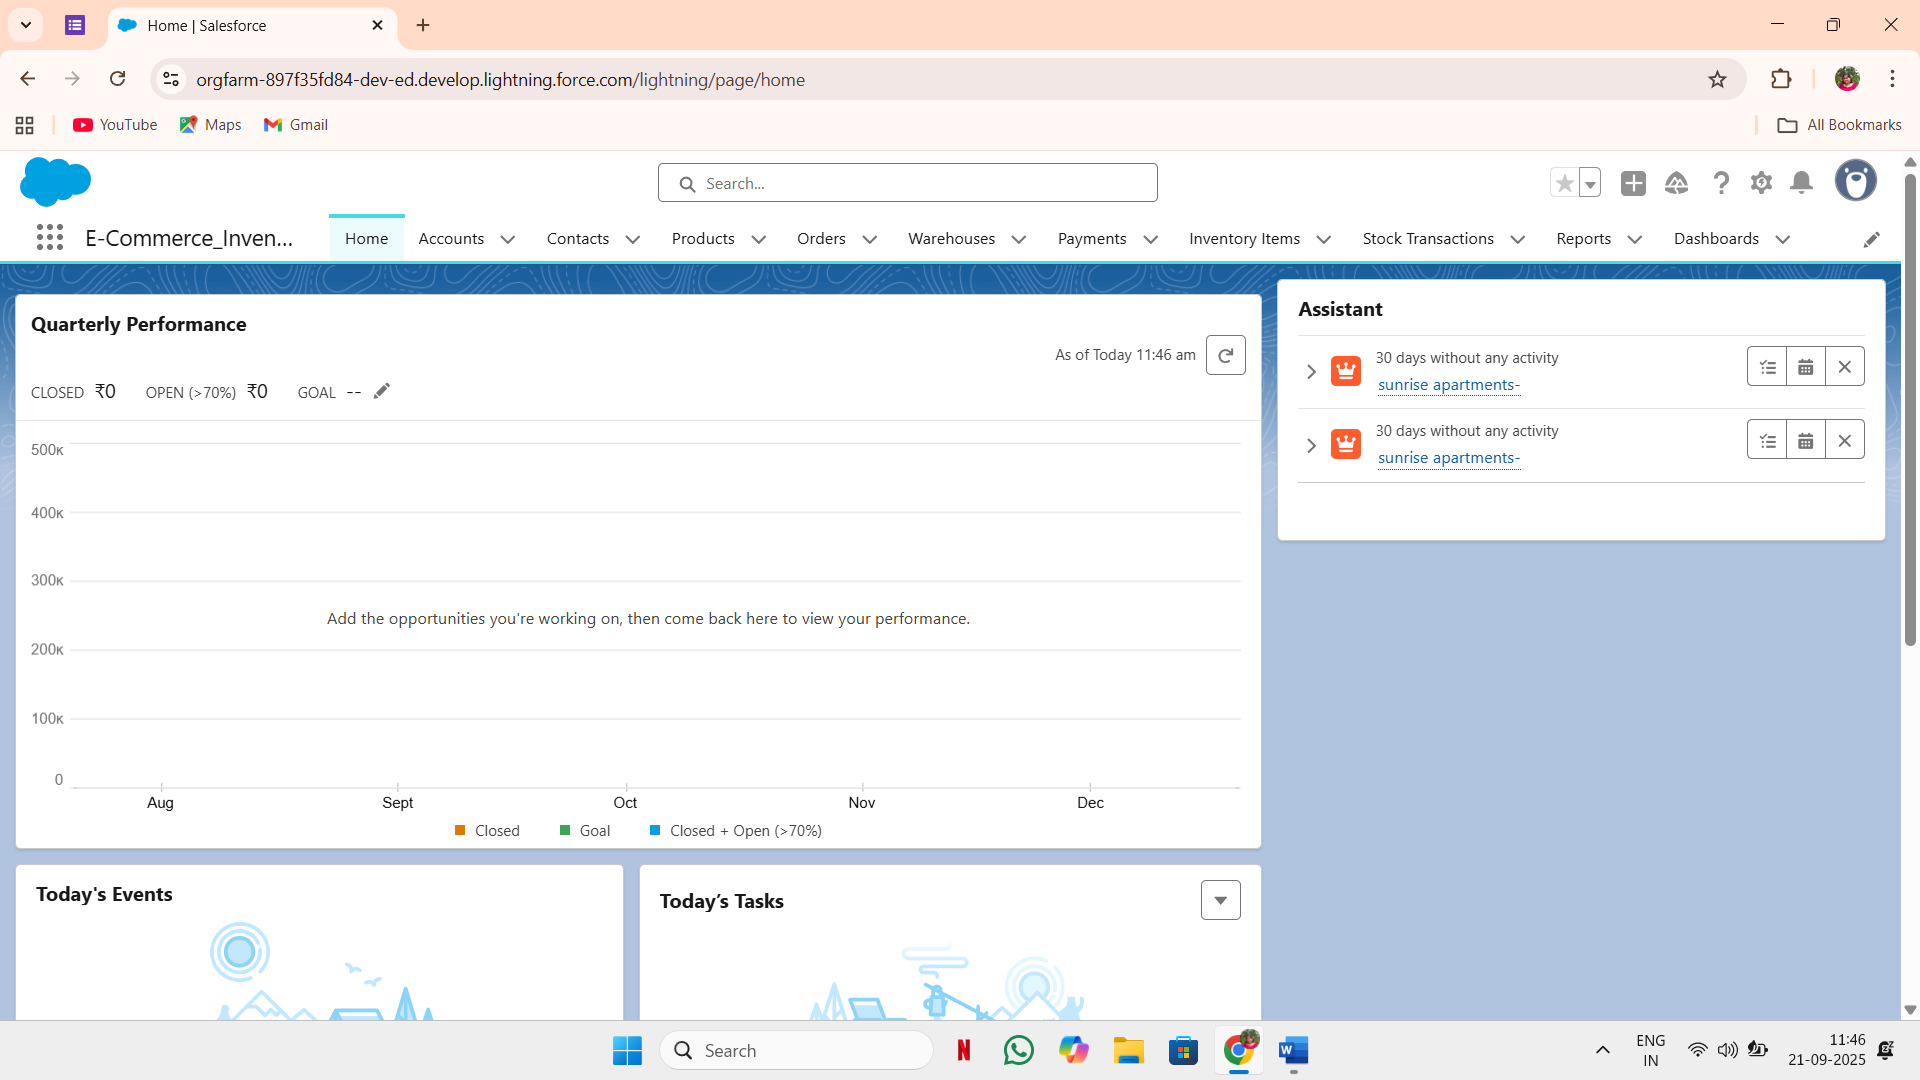 Home | Salesforce
orgfarm-897f35fd84-dev-ed.develop.lightning.force.com/lightning/page/home
YouTube Maps Gmail All Bookmarks
Search...
E-Commerce_Inven... Home Accounts Contacts Products Orders Warehouses Payments Inventory Items Stock Transactions Reports Dashboards
Quarterly Performance
As of Today 11:46 am
CLOSED ₹0 OPEN (>70%) ₹0 GOAL --
500K
400K
300K
200K
100K
0
Add the opportunities you're working on, then come back here to view your performance.
Aug Sept Oct Nov Dec
Closed Goal Closed + Open (>70%)
Assistant
30 days without any activity
sunrise apartments-
30 days without any activity
sunrise apartments-
Today's Events
Today's Tasks
Search
N
W
ENG
IN
11:46
21-09-2025